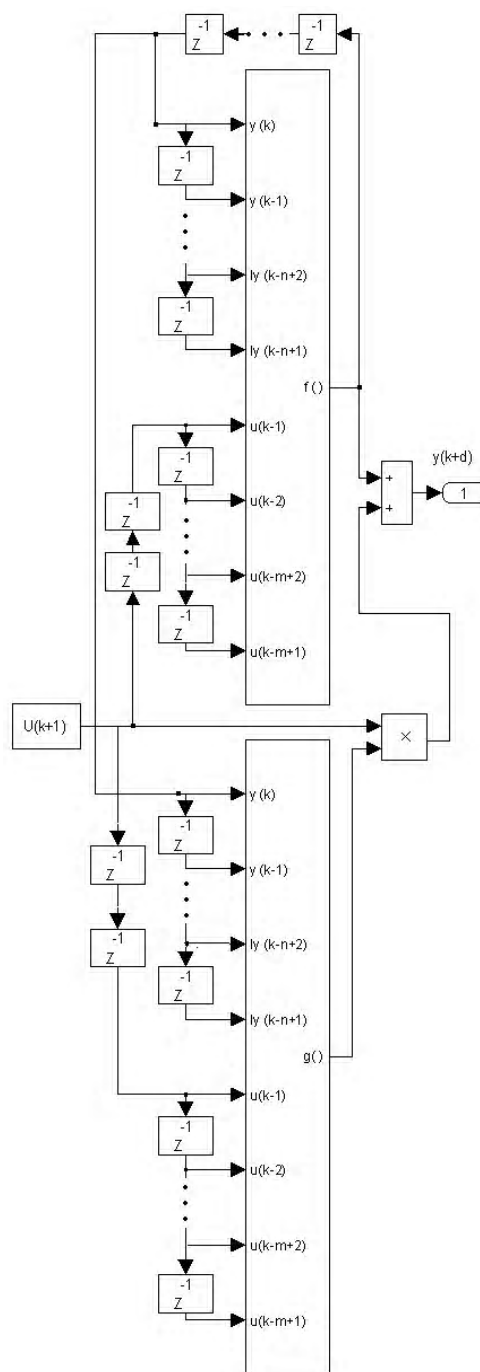 -1
Z
• • •
-1
Z
y (k)
-1
Z
y (k-1)
•
•
•
ly (k-n+2)
-1
Z
ly (k-n+1)
f ()
u(k-1)
-1
Z
y(k+d)
+
1
-1
Z
u(k-2)
+
•
•
•
-1
Z
u(k-m+2)
-1
Z
u(k-m+1)
U(k+1)
×
y (k)
-1
Z
-1
Z
y (k-1)
•
•
•
-1
Z
ly (k-n+2)
-1
Z
ly (k-n+1)
g()
u(k-1)
-1
Z
u(k-2)
•
•
•
u(k-m+2)
-1
Z
u(k-m+1)